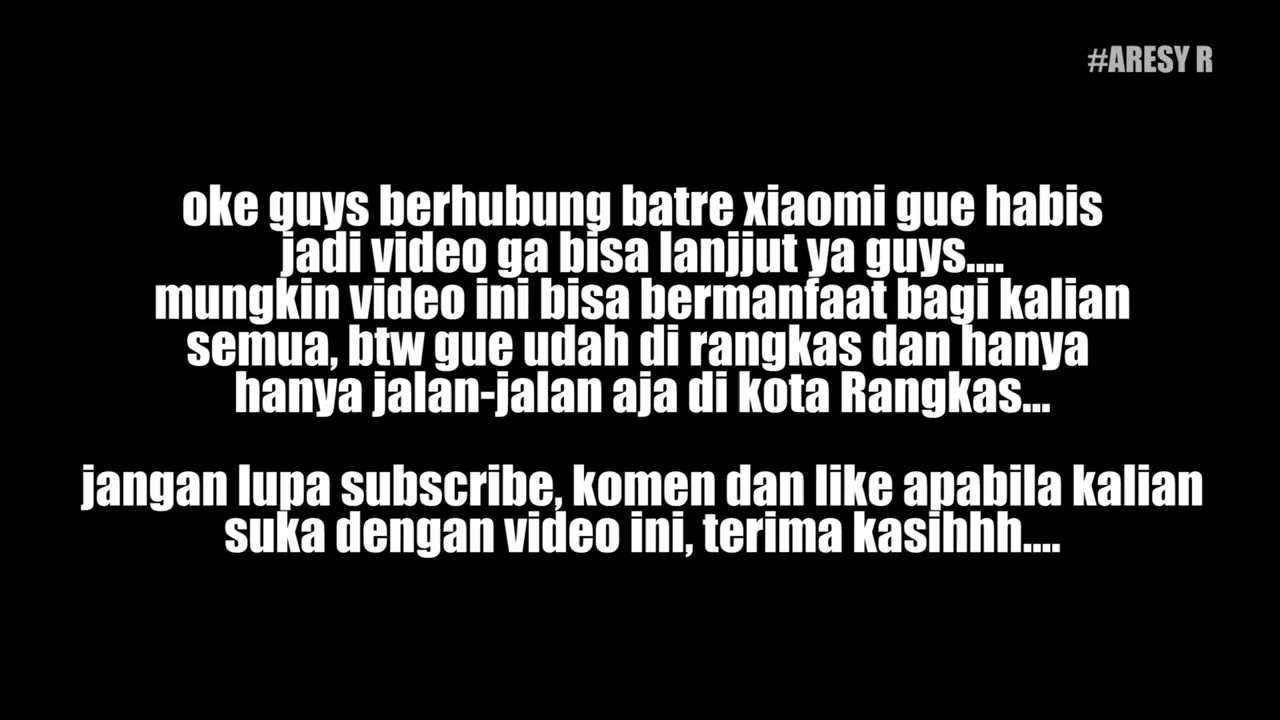 #ARESY R
oke guys berhubung batre xiaomi gue habis
jadi video ga bisa lanjjut ya guys....
mungkin video ini bisa bermanfaat bagi kalian
semua, btw gue udah di rangkas dan hanya
hanya jalan-jalan aja di kota Rangkas...
jangan lupa subscribe, komen dan like apabila kalian
suka dengan video ini, terima kasihhh....